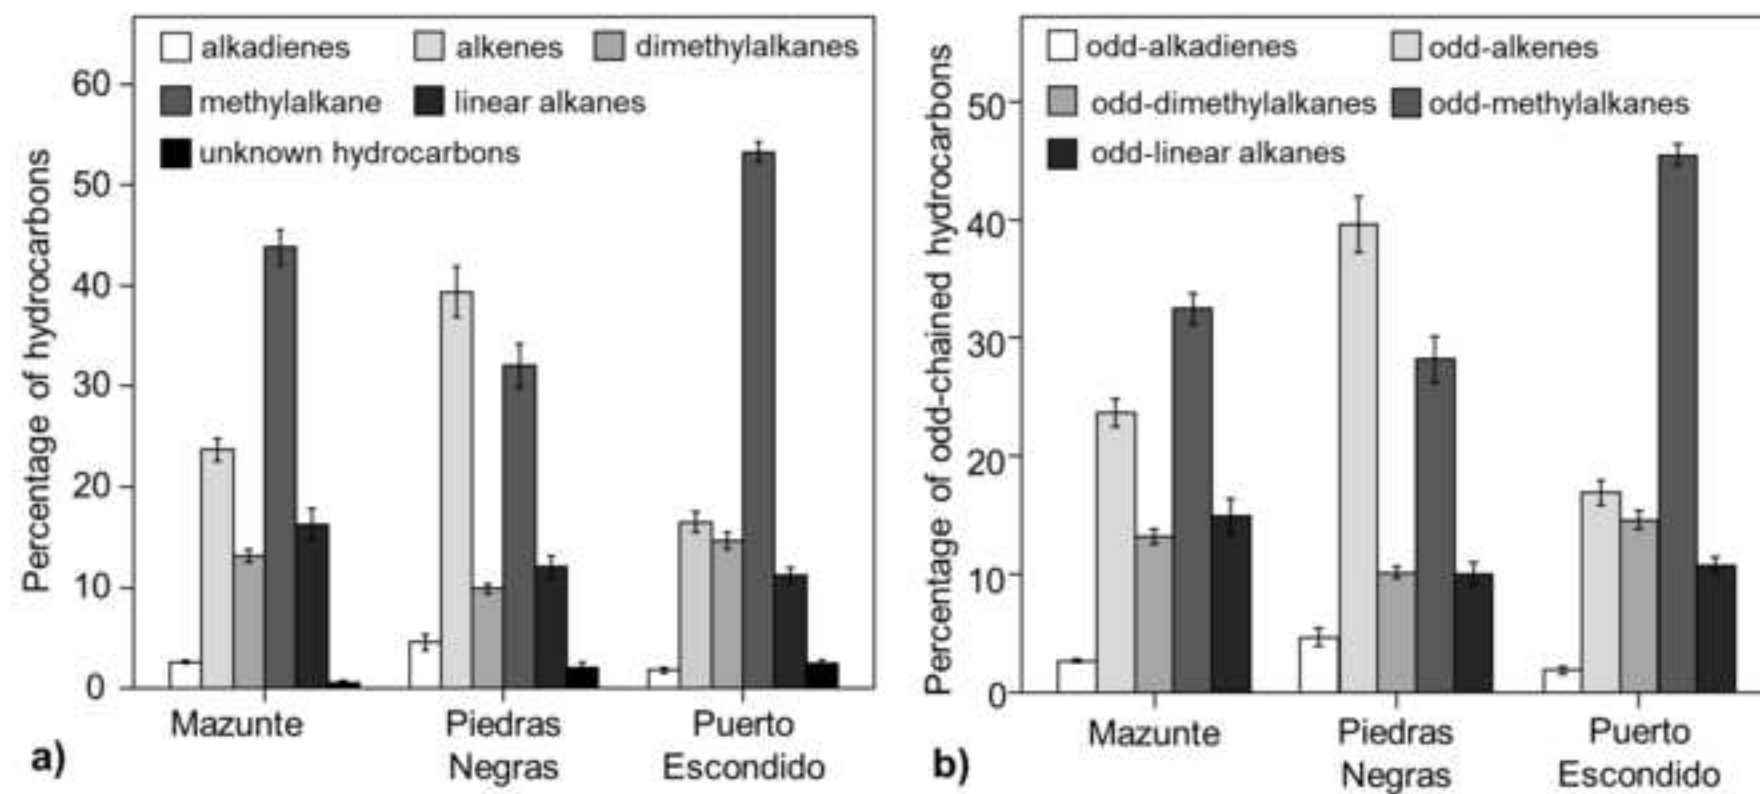 alkadienes alkenes dimethylalkanes
methylalkane linear alkanes
unknown hydrocarbons
Percentage of hydrocarbons
60
50
40
30
20
10
0
Mazunte Piedras Negras Puerto Escondido
a)
odd-alkadienes odd-alkenes
odd-dimethylalkanes odd-methylalkanes
odd-linear alkanes
Percentage of odd-chained hydrocarbons
50
40
30
20
10
0
Mazunte Piedras Negras Puerto Escondido
b)